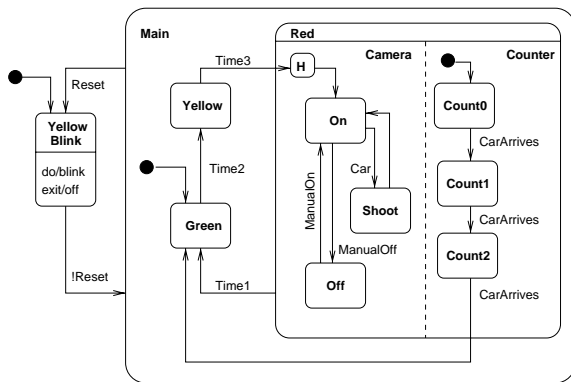 Main
Red
Camera
Counter
Time3
H
Reset
Yellow
On
Count0
Yellow
Blink
do/blink
exit/off
CarArrives
Time2
Car
Count1
ManualOn
Shoot
CarArrives
Green
ManualOff
Count2
!Reset
Time1
Off
CarArrives